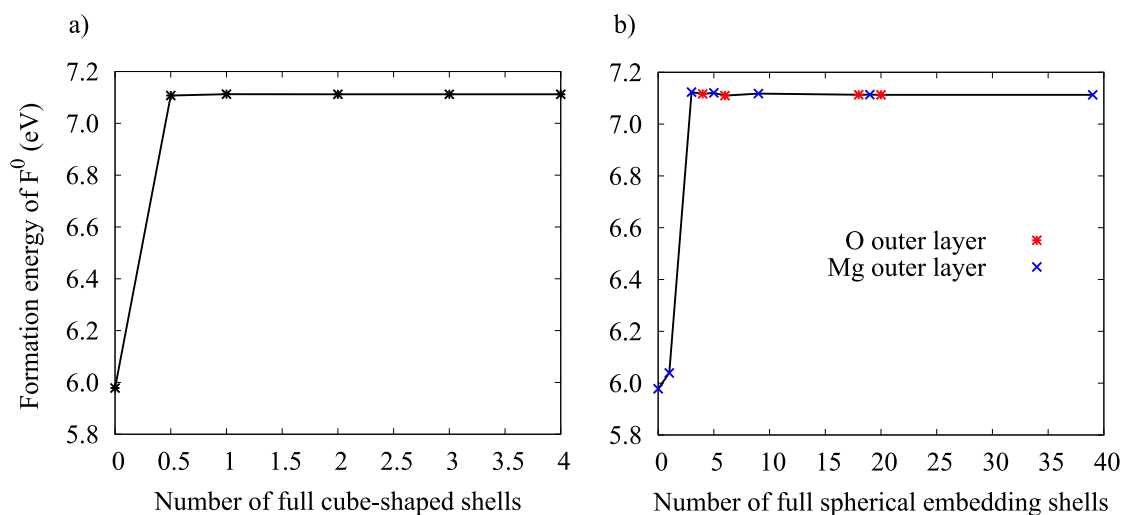 a)
Formation energy of F⁰ (eV)
7.2
7.0
6.8
6.6
6.4
6.2
6.0
5.8
0 0.5 1 1.5 2 2.5 3 3.5 4
Number of full cube-shaped shells
b)
7.2
7.0
6.8
6.6
6.4
6.2
6.0
5.8
O outer layer
Mg outer layer
0 5 10 15 20 25 30 35 40
Number of full spherical embedding shells